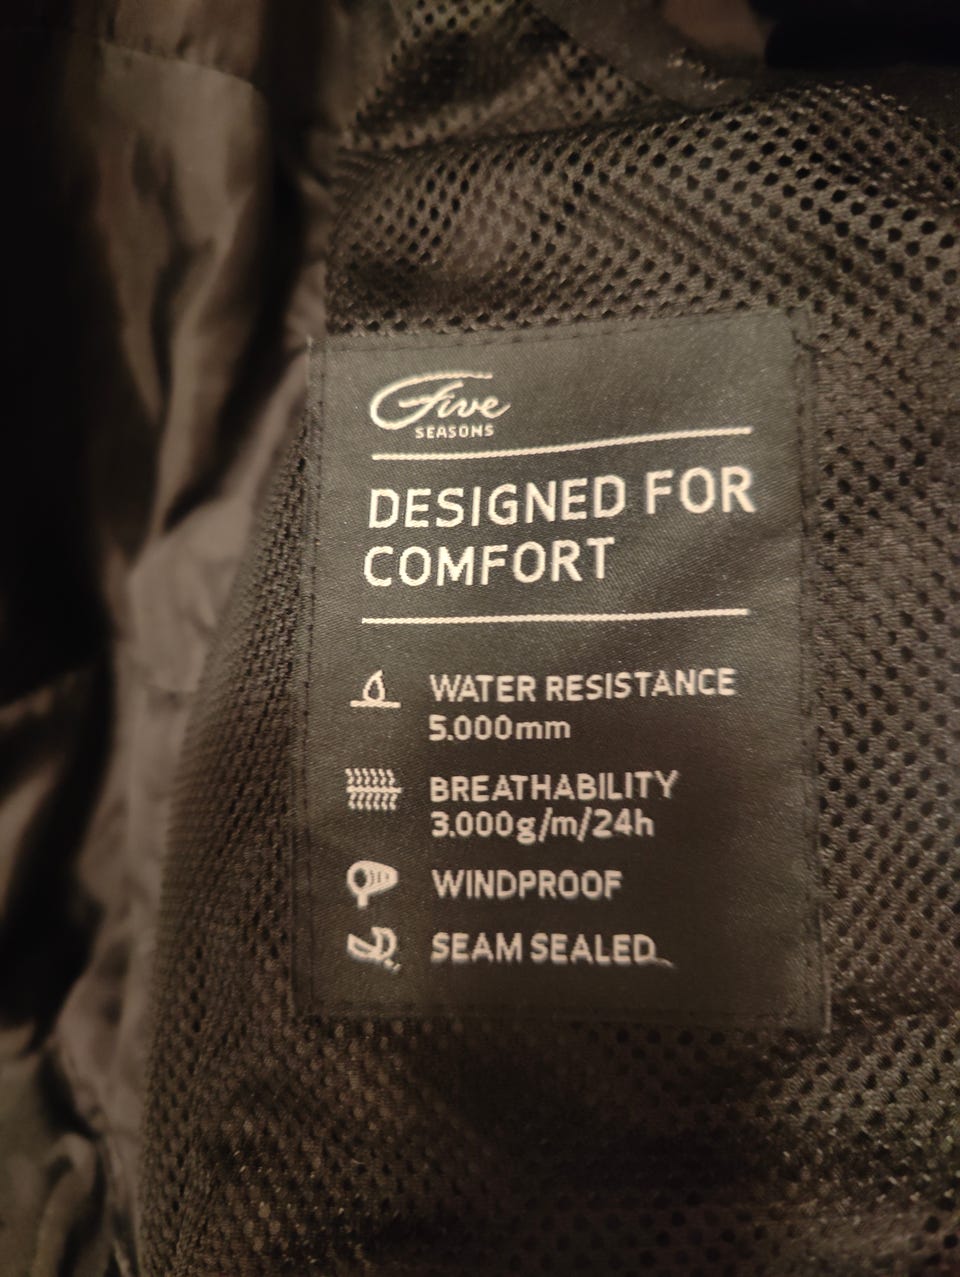 Five
SEASONS
DESIGNED FOR
COMFORT
WATER RESISTANCE
5.000mm
BREATHABILITY
3.000g/m/24h
WINDPROOF
SEAM SEALED